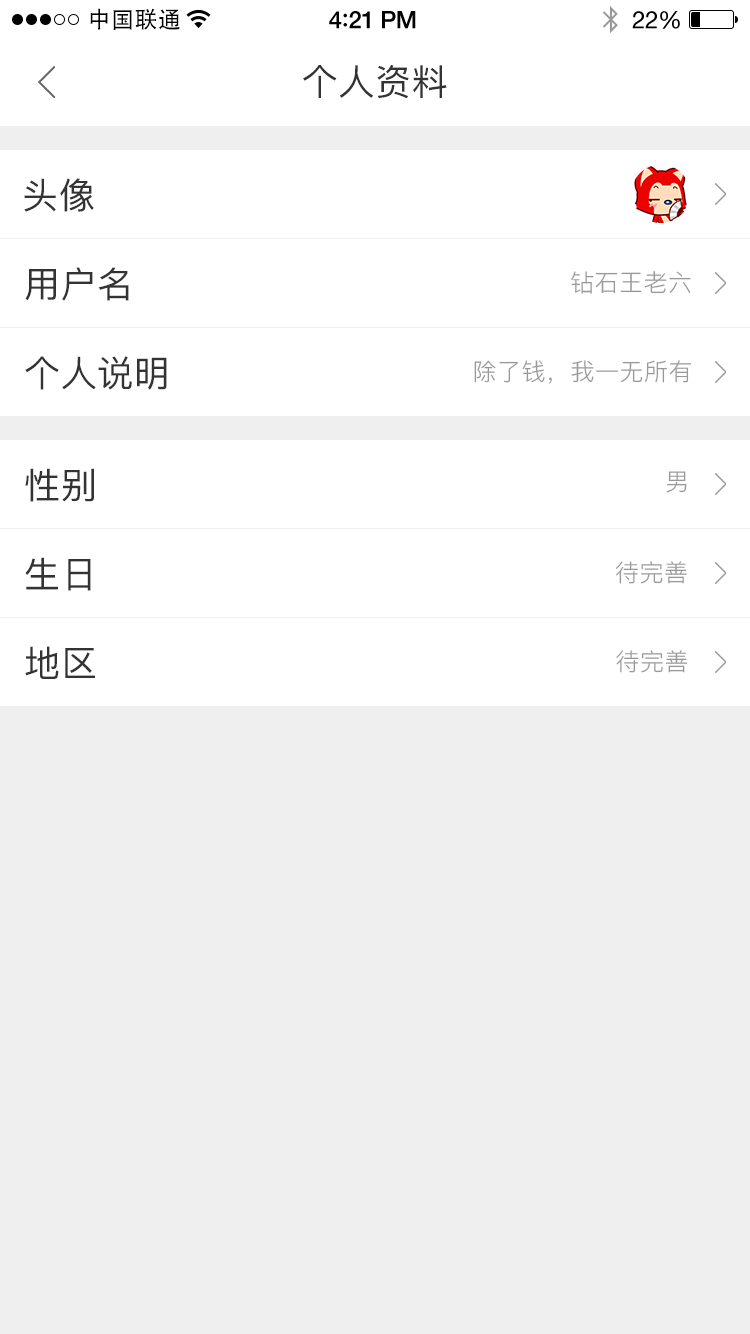 中国联通 4:21 PM 22%
个人资料
头像
用户名 钻石王老六
个人说明 除了钱，我一无所有
性别 男
生日 待完善
地区 待完善